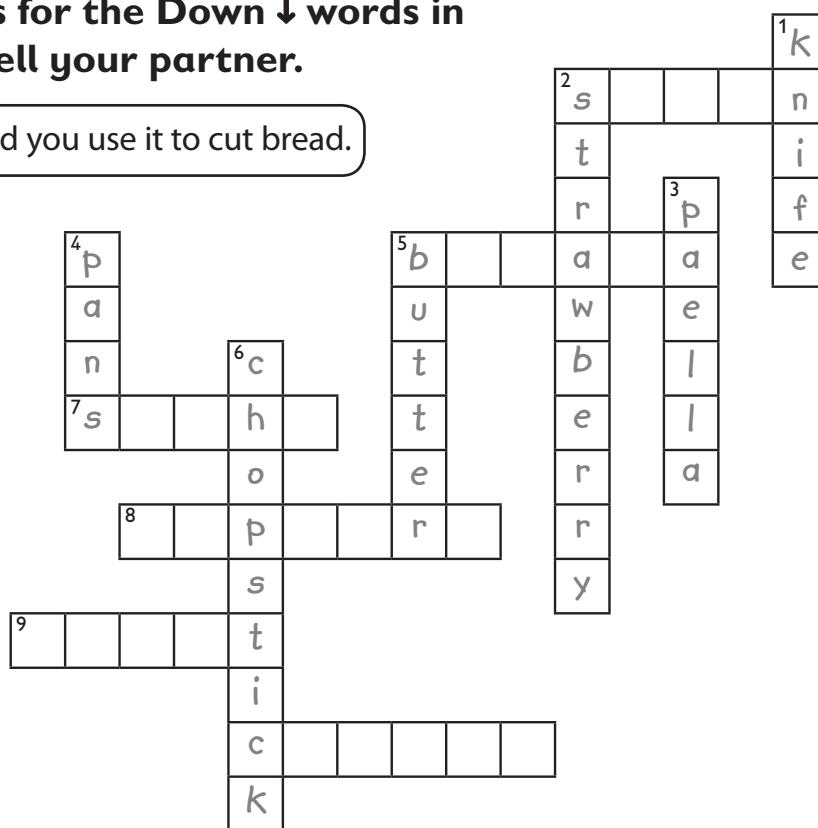 s for the Down ↓ words in
ell your partner.
d you use it to cut bread.
1 k
2 s n
t i
r 3 p f
4 p 5 b a a e
a u w e
n 6 c t b l
7 s h t e l
o e r a
8 p r r
s y
9 t
i
c
k